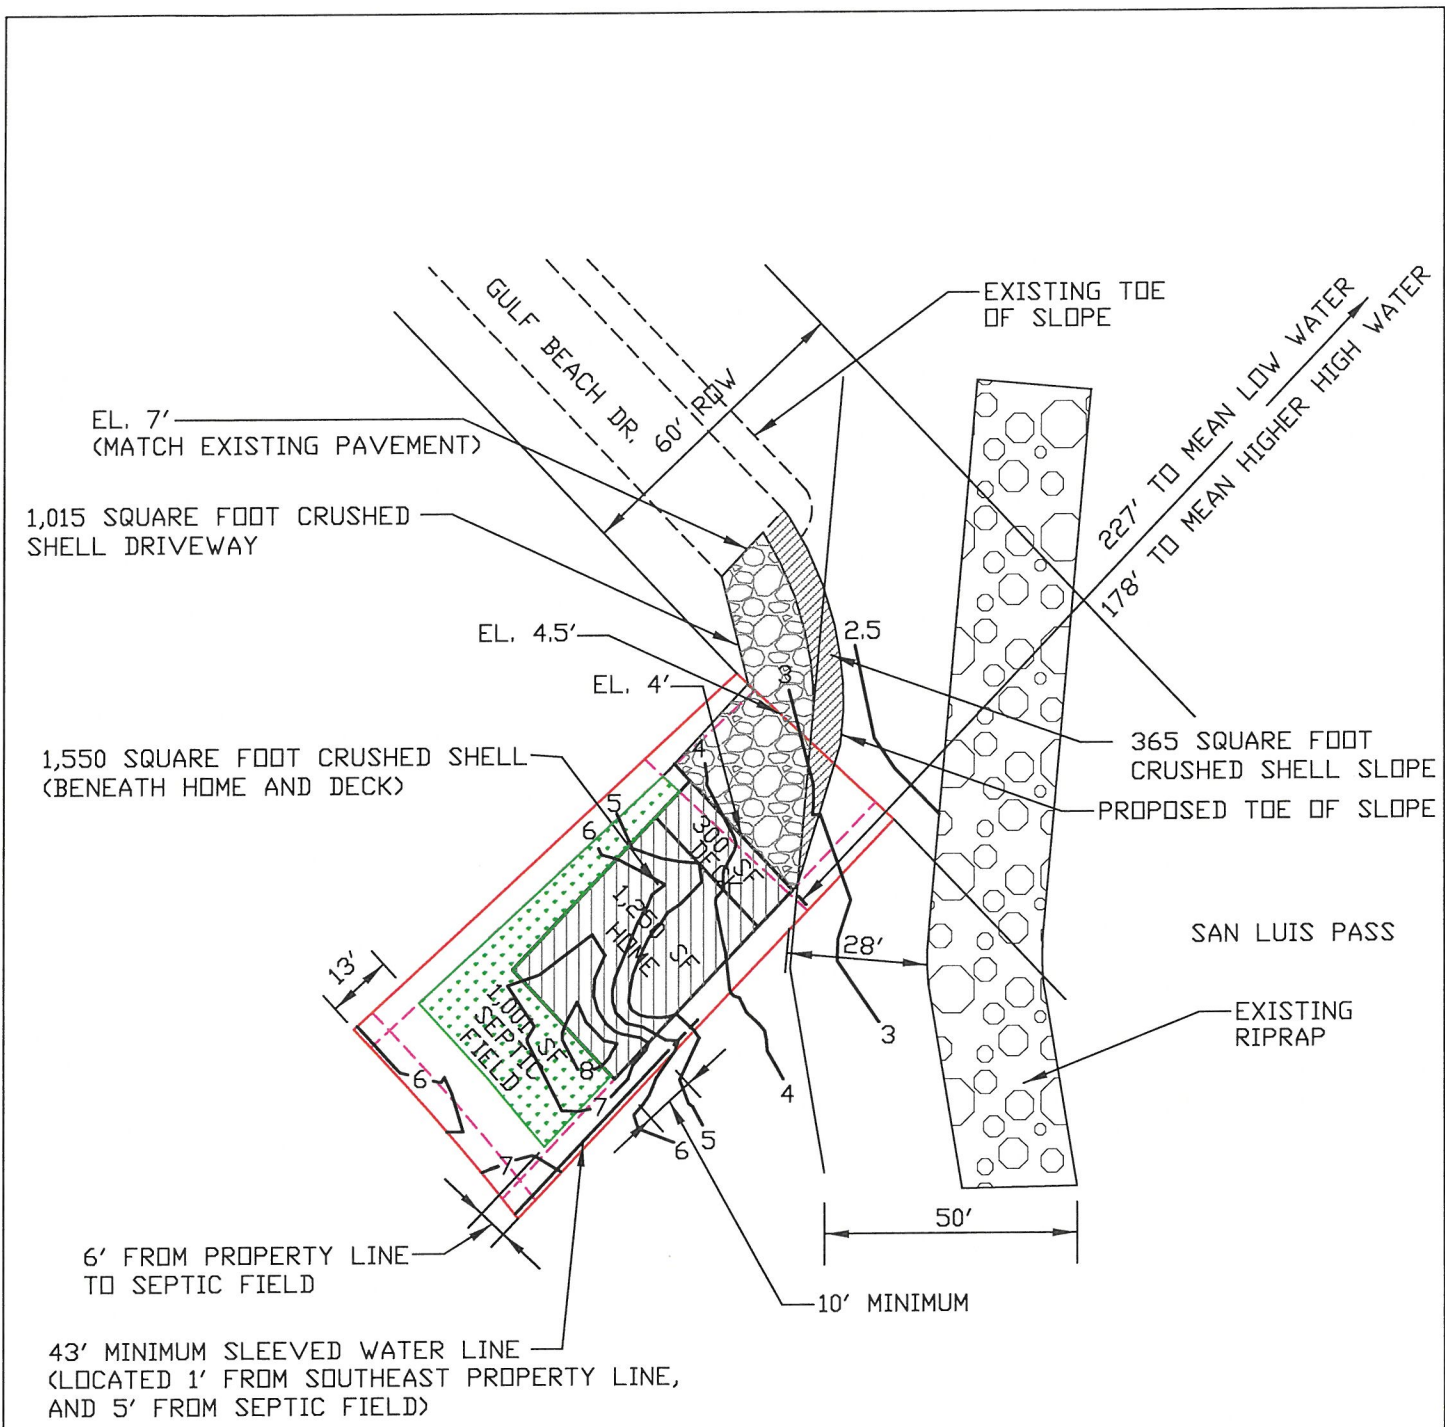 EXISTING TOE
OF SLOPE
GULF BEACH DR.
60' ROW
227' TO MEAN LOW WATER
178' TO MEAN HIGHER HIGH WATER
EL. 7'
(MATCH EXISTING PAVEMENT)
1,015 SQUARE FOOT CRUSHED
SHELL DRIVEWAY
EL. 4.5'
2.5
3
EL. 4'
4
1,550 SQUARE FOOT CRUSHED SHELL
(BENEATH HOME AND DECK)
365 SQUARE FOOT
CRUSHED SHELL SLOPE
PROPOSED TOE OF SLOPE
5
6
300 SF
DECK
1,250 SF
HOME
SAN LUIS PASS
28'
13'
1,001 SF
SEPTIC
FIELD
EXISTING
RIPRAP
3
8
6
7
4
5
6
7
50'
6' FROM PROPERTY LINE
TO SEPTIC FIELD
10' MINIMUM
43' MINIMUM SLEEVED WATER LINE
(LOCATED 1' FROM SOUTHEAST PROPERTY LINE,
AND 5' FROM SEPTIC FIELD)